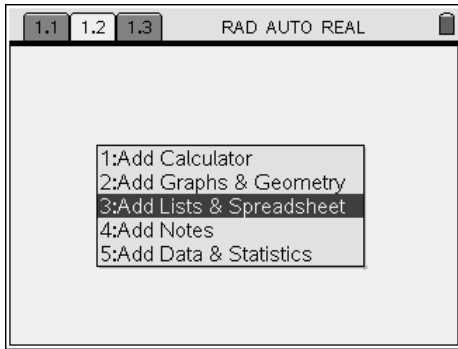 1.1 1.2 1.3 RAD AUTO REAL
1:Add Calculator
2:Add Graphs & Geometry
3:Add Lists & Spreadsheet
4:Add Notes
5:Add Data & Statistics